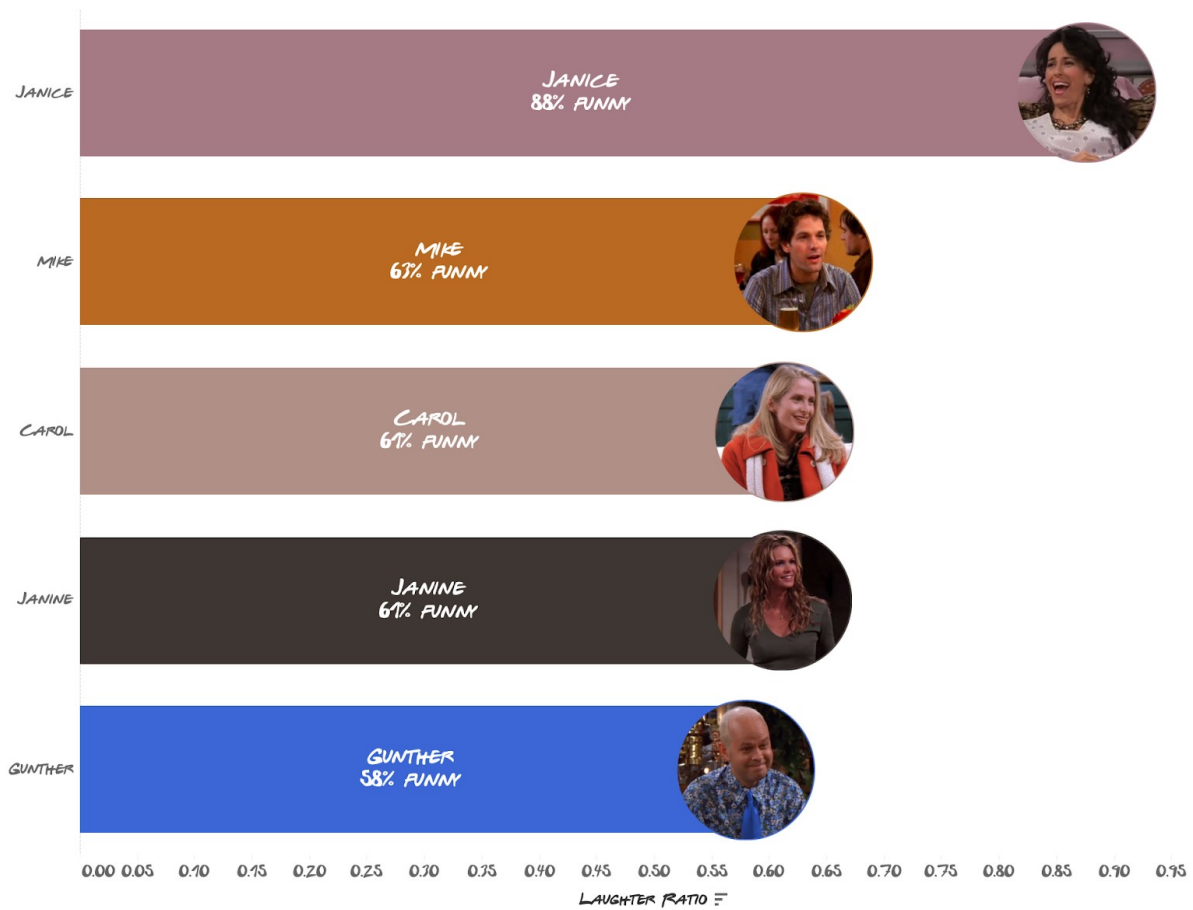 JANICE
JANICE
88% FUNNY
MIKE
MIKE
63% FUNNY
CAROL
CAROL
61% FUNNY
JANINE
JANINE
61% FUNNY
GUNTHER
GUNTHER
58% FUNNY
0.00 0.05 0.10 0.15 0.20 0.25 0.30 0.35 0.40 0.45 0.50 0.55 0.60 0.65 0.70 0.75 0.80 0.85 0.90 0.95
LAUGHTER RATIO